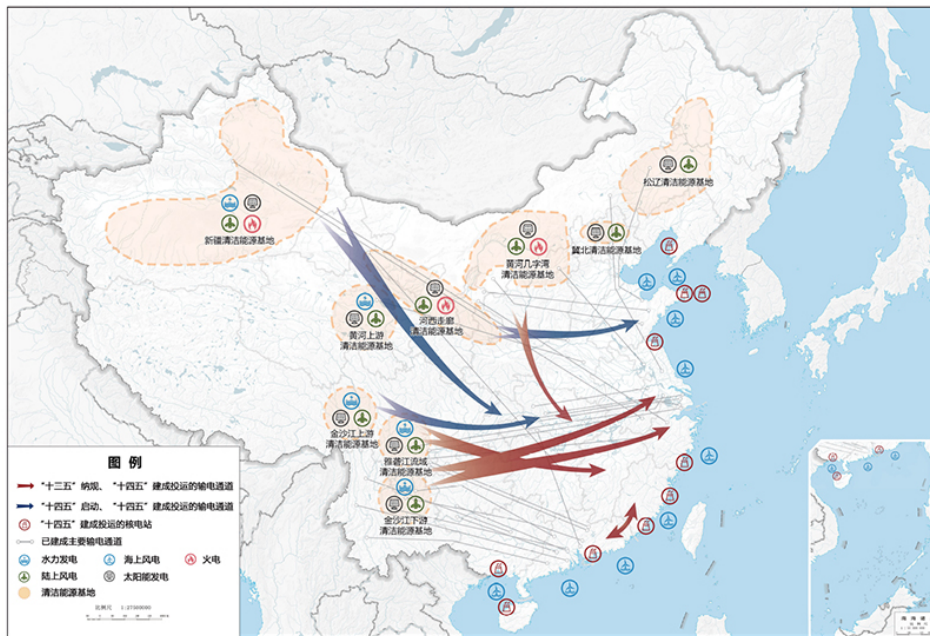 松辽清洁能源基地
新疆清洁能源基地
冀北清洁能源基地
黄河几字湾
清洁能源基地
河西走廊
清洁能源基地
黄河上游
清洁能源基地
金沙江上游
清洁能源基地
雅砻江流域
清洁能源基地
金沙江下游
清洁能源基地
图 例
“十三五”纳规、“十四五”建成投运的输电通道
“十四五”启动、“十四五”建成投运的输电通道
“十四五”建成投运的核电站
已建成主要输电通道
水力发电 海上风电 火电
陆上风电 太阳能发电
清洁能源基地